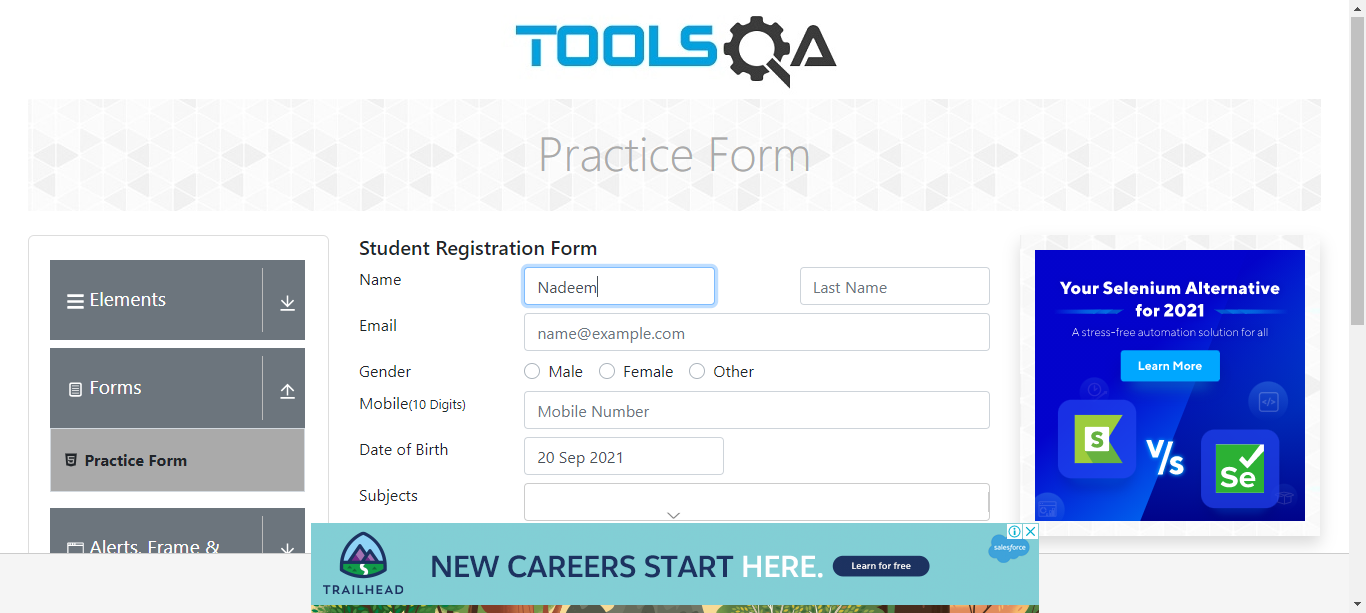 TOOLSQA
Practice Form
Elements
Forms
Practice Form
Alerts, Frame &
Student Registration Form
Name
Nadeem
Last Name
Email
name@example.com
Gender
Male
Female
Other
Mobile(10 Digits)
Mobile Number
Date of Birth
20 Sep 2021
Subjects
Your Selenium Alternative
for 2021
A stress-free automation solution for all
Learn More
S
V/s
Se
TRAILHEAD
NEW CAREERS START HERE.
Learn for free
salesforce